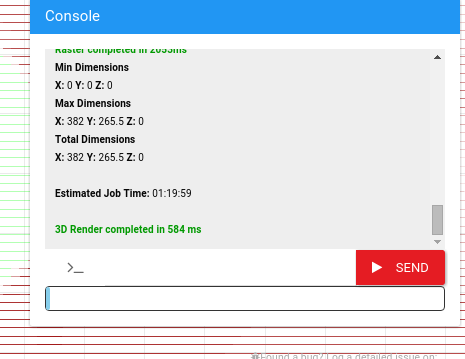 Console
Raster completed in 2053ms
Min Dimensions
X: 0 Y: 0 Z: 0
Max Dimensions
X: 382 Y: 265.5 Z: 0
Total Dimensions
X: 382 Y: 265.5 Z: 0
Estimated Job Time: 01:19:59
3D Render completed in 584 ms
>_
SEND
Found a bug? Log a detailed issue on: